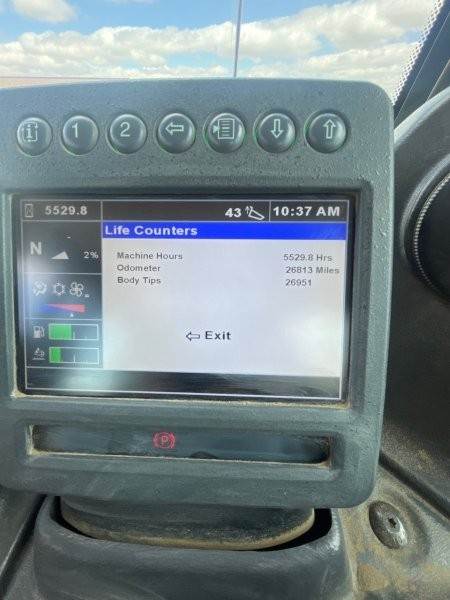 i 1 2
5529.8 43 10:37 AM
Life Counters
N 2%
Machine Hours 5529.8 Hrs
Odometer 26813 Miles
Body Tips 26951
Exit
P